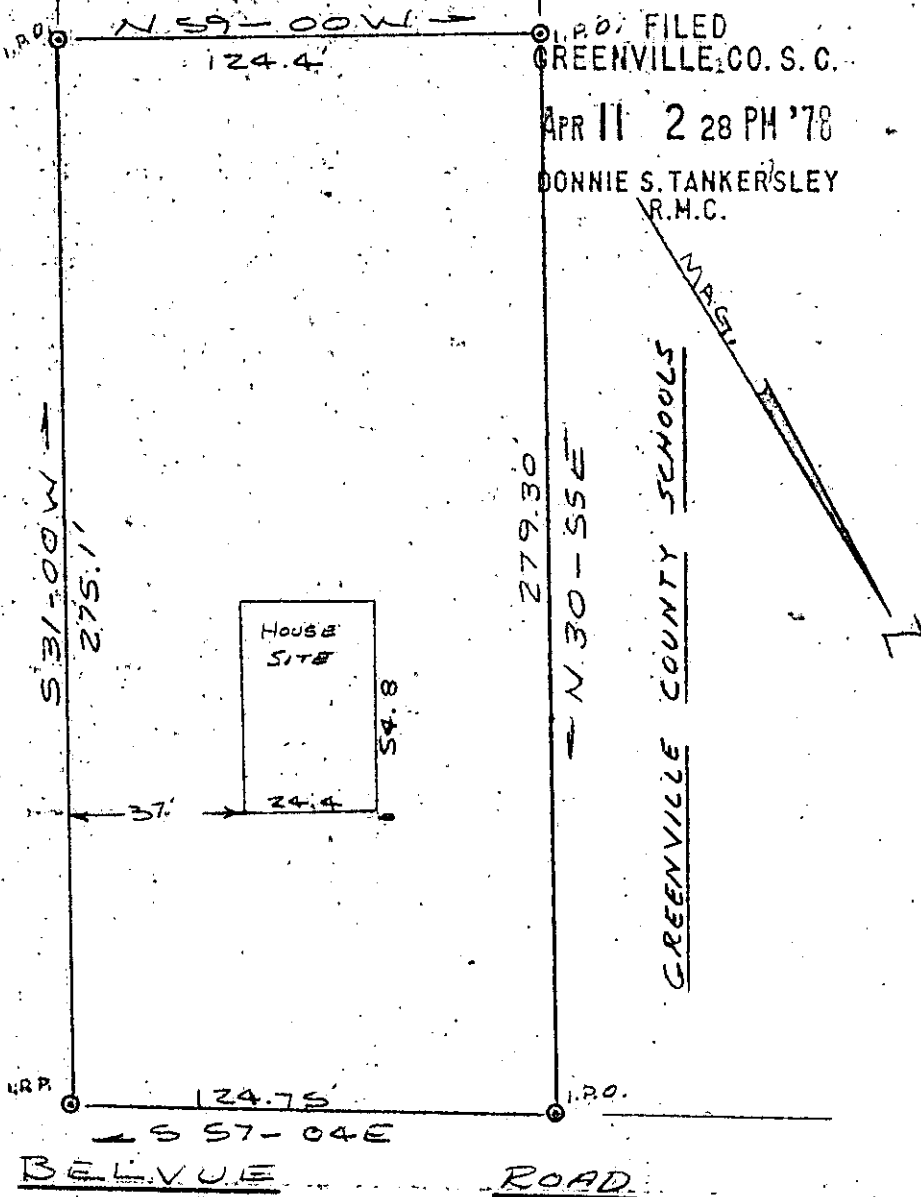 N. 59-00 W
I.P.O.
124.4'
I.P.O.
FILED
GREENVILLE CO. S. C.
APR 11 2 28 PM '78
DONNIE S. TANKERSLEY
R.M.C.
MAG.
S 31-00 W
275.1'
279.30
N. 30-55E
GREENVILLE COUNTY SCHOOLS
HOUSE
SITE
54.8
37.'
24.4
I.P.O.
124.75'
S 57-04E
BELVUE ROAD